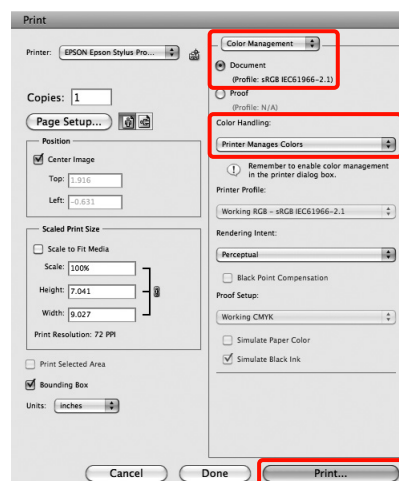 Print
Printer: EPSON Epson Stylus Pro...
Copies: 1
Page Setup...
Position
Center Image
Top: 1.916
Left: -0.631
Scaled Print Size
Scale to Fit Media
Scale: 100%
Height: 7.041
Width: 9.027
Print Resolution: 72 PPI
Print Selected Area
Bounding Box
Units: inches
Color Management
Document
(Profile: sRGB IEC61966-2.1)
Proof
(Profile: N/A)
Color Handling:
Printer Manages Colors
Remember to enable color management
in the printer dialog box.
Printer Profile:
Working RGB - sRGB IEC61966-2.1
Rendering Intent:
Perceptual
Black Point Compensation
Proof Setup:
Working CMYK
Simulate Paper Color
Simulate Black Ink
Cancel
Done
Print...